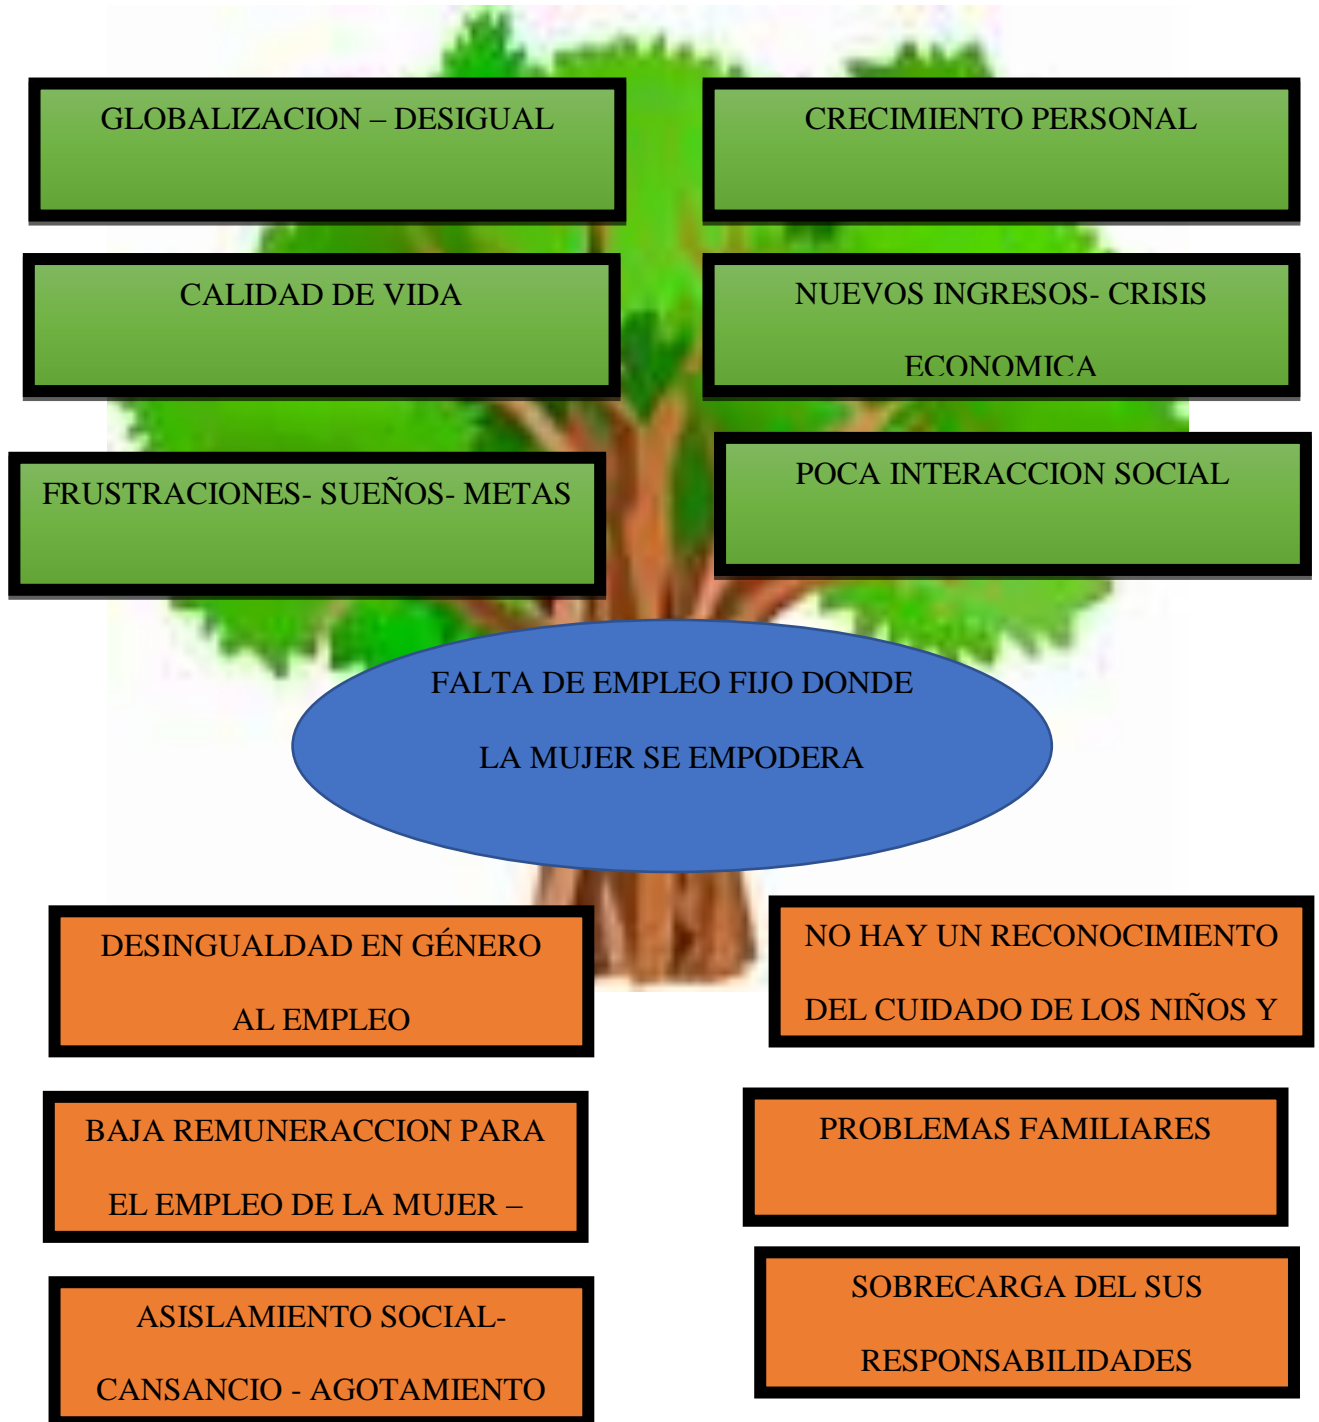 GLOBALIZACION – DESIGUAL
CRECIMIENTO PERSONAL
CALIDAD DE VIDA
NUEVOS INGRESOS- CRISIS
ECONOMICA
FRUSTRACIONES- SUEÑOS- METAS
POCA INTERACCION SOCIAL
FALTA DE EMPLEO FIJO DONDE
LA MUJER SE EMPODERA
DESINGUALDAD EN GÉNERO
AL EMPLEO
NO HAY UN RECONOCIMIENTO
DEL CUIDADO DE LOS NIÑOS Y
BAJA REMUNERACCION PARA
EL EMPLEO DE LA MUJER –
PROBLEMAS FAMILIARES
ASISLAMIENTO SOCIAL-
CANSANCIO - AGOTAMIENTO
SOBRECARGA DEL SUS
RESPONSABILIDADES